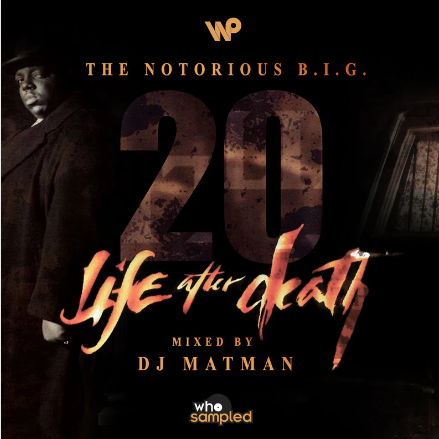 WP
THE NOTORIOUS B.I.G.
20
Life after death
MIXED BY
DJ MATMAN
who
sampled